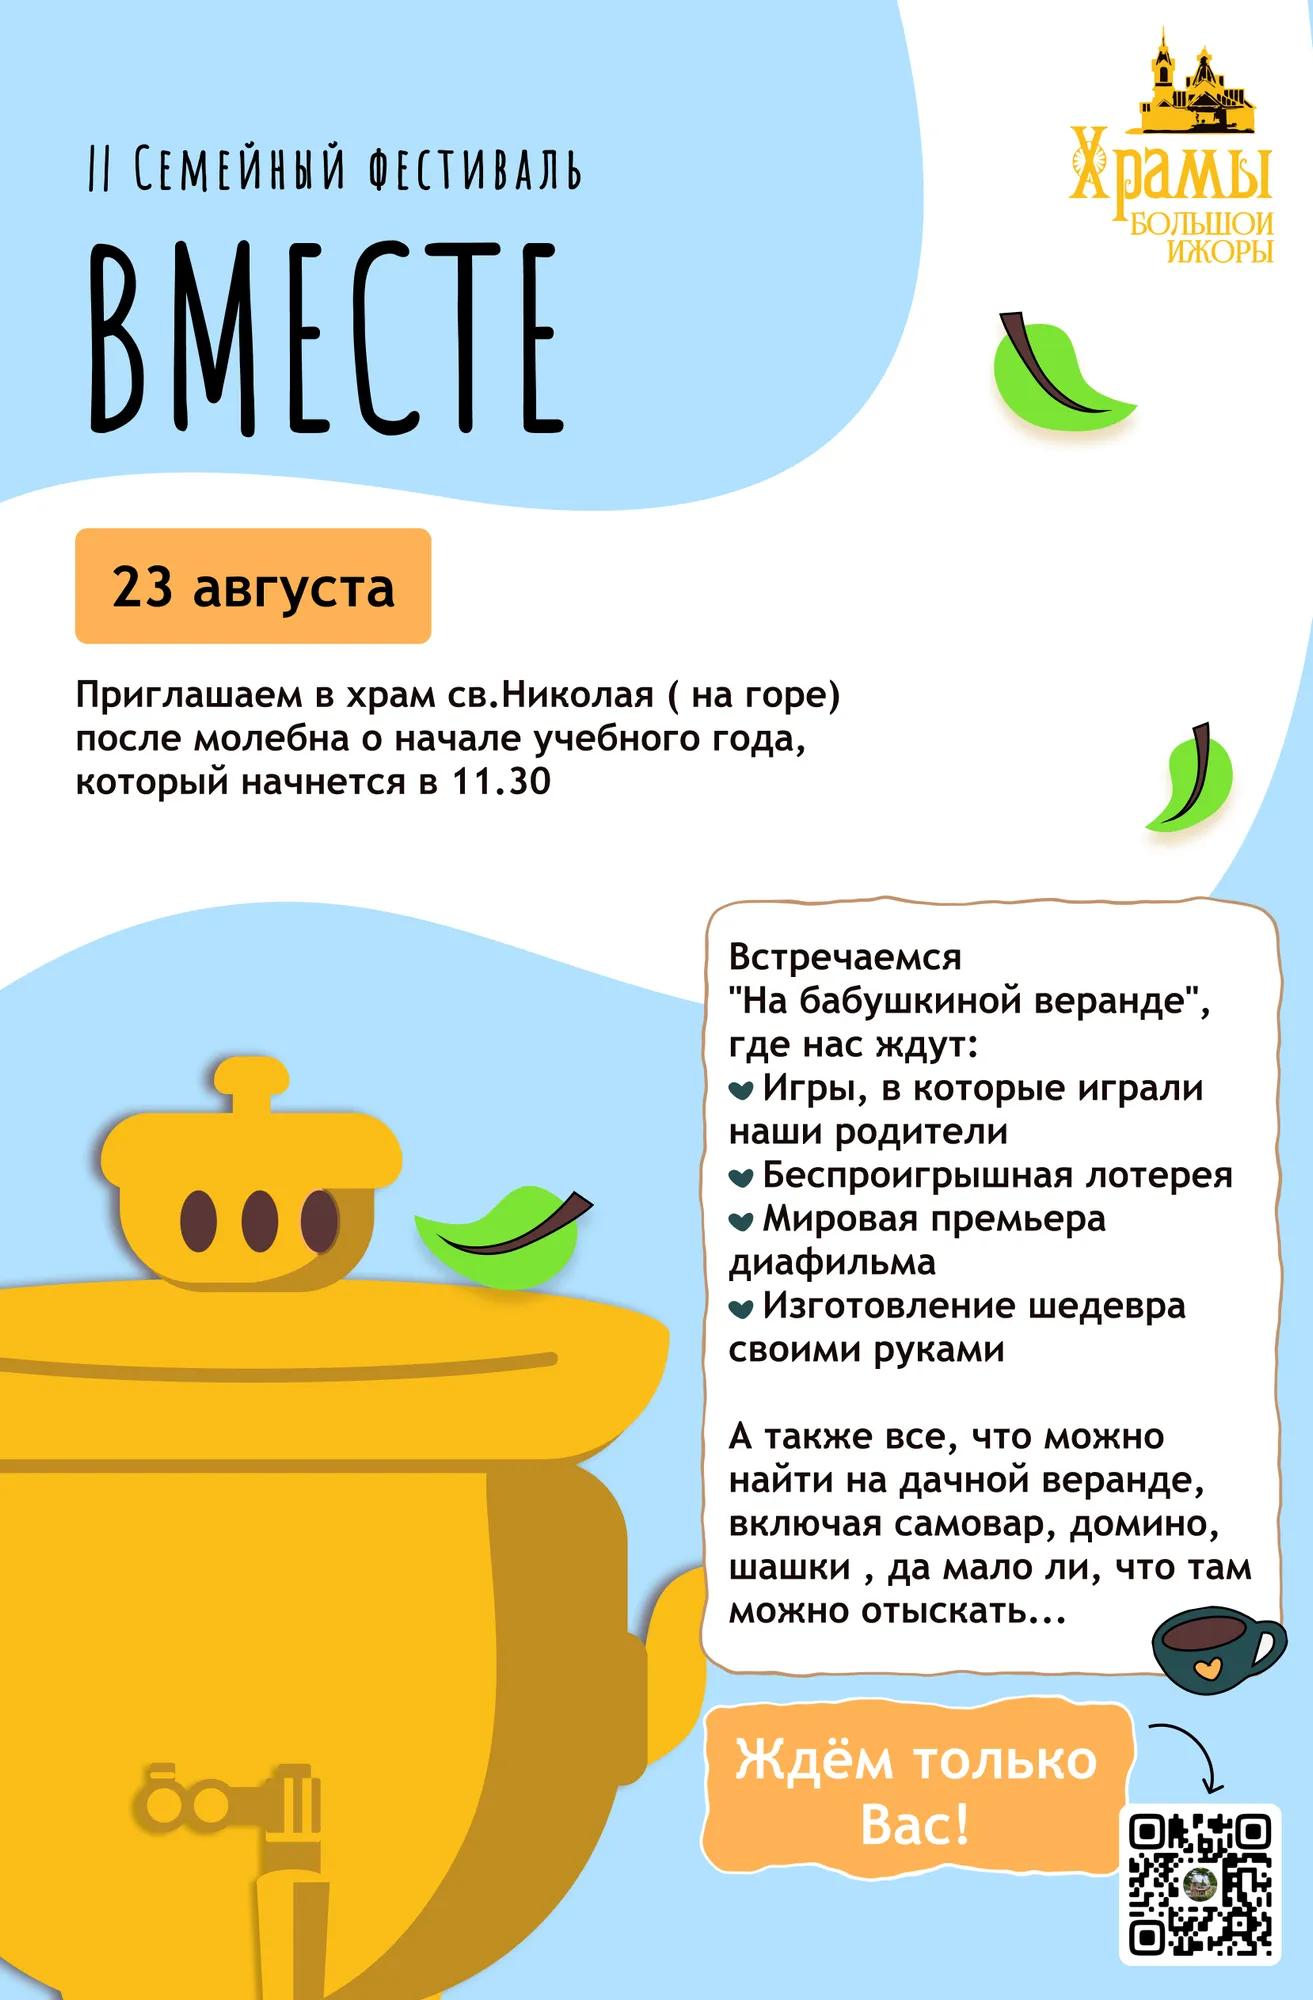 Храмы
БОЛЬШОЙ
ИЖОРЫ
II Семейный фестиваль
ВМЕСТЕ
23 августа
Приглашаем в храм св.Николая ( на горе)
после молебна о начале учебного года,
который начнется в 11.30
Встречаемся
"На бабушкиной веранде",
где нас ждут:
Игры, в которые играли
наши родители
Беспроигрышная лотерея
Мировая премьера
диафильма
Изготовление шедевра
своими руками
А также все, что можно
найти на дачной веранде,
включая самовар, домино,
шашки , да мало ли, что там
можно отыскать...
Ждём только
Вас!